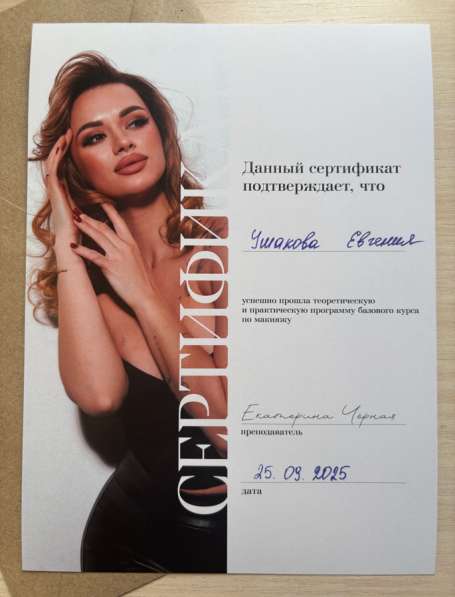 СЕРТИФИК
Данный сертификат
подтверждает, что
Ушакова Евгения
успешно прошла теоретическую
и практическую программу базового курса
по макияжу
Екатерина Черная
преподаватель
25.09.2025
дата